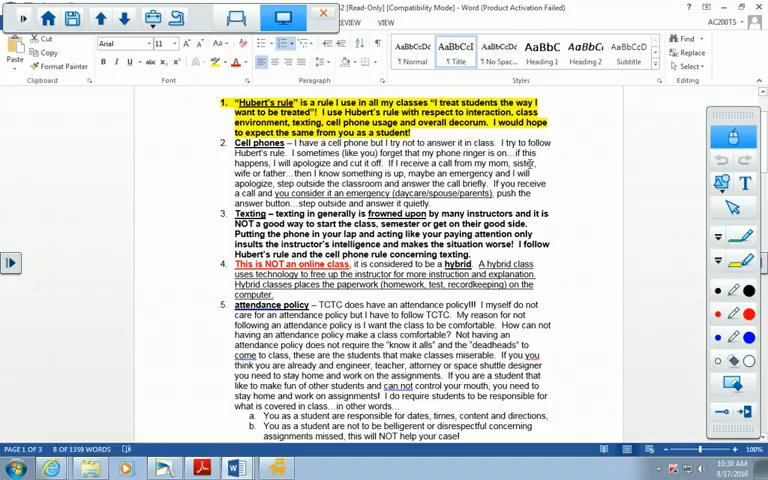 02 [Read-Only] [Compatibility Mode] - Word (Product Activation Failed)
REVIEW VIEW AC200TS
Cut
Copy
Format Painter
Paste
Clipboard
Arial 11
Font
Paragraph
AaBbCcDc AaBbCcI AaBbCcDc AaBbC AaBbC AaBbCcD
¶ Normal ¶ Title ¶ No Spac... Heading 1 Heading 2 Subtitle
Styles
Find
Replace
Select
Editing
1. "Hubert's rule" is a rule I use in all my classes "I treat students the way I
want to be treated"! I use Hubert's rule with respect to interaction, class
environment, texting, cell phone usage and overall decorum. I would hope
to expect the same from you as a student!
2. Cell phones – I have a cell phone but I try not to answer it in class. I try to follow
Hubert's rule. I sometimes (like you) forget that my phone ringer is on...if this
happens, I will apologize and cut it off. If I receive a call from my mom, sister,
wife or father...then I know something is up, maybe an emergency and I will
apologize, step outside the classroom and answer the call briefly. If you receive
a call and you consider it an emergency (daycare/spouse/parents), push the
answer button...step outside and answer it quietly.
3. Texting – texting in generally is frowned upon by many instructors and it is
NOT a good way to start the class, semester or get on their good side.
Putting the phone in your lap and acting like your paying attention only
insults the instructor's intelligence and makes the situation worse! I follow
Hubert's rule and the cell phone rule concerning texting.
4. This is NOT an online class, it is considered to be a hybrid. A hybrid class
uses technology to free up the instructor for more instruction and explanation.
Hybrid classes places the paperwork (homework, test, recordkeeping) on the
computer.
5. attendance policy – TCTC does have an attendance policy!!! I myself do not
care for an attendance policy but I have to follow TCTC. My reason for not
following an attendance policy is I want the class to be comfortable. How can not
having an attendance policy make a class comfortable? Not having an
attendance policy does not require the "know it alls" and the "deadheads" to
come to class, these are the students that make classes miserable. If you you
think you are already and engineer, teacher, attorney or space shuttle designer
you need to stay home and work on the assignments. If you are a student that
like to make fun of other students and can not control your mouth, you need to
stay home and work on assignments! I do require students to be responsible for
what is covered in class...in other words...
a. You as a student are responsible for dates, times, content and directions,
b. You as a student are not to be belligerent or disrespectful concerning
assignments missed, this will NOT help your case!
PAGE 1 OF 3 8 OF 1359 WORDS 100%
10:30 AM
8/17/2016